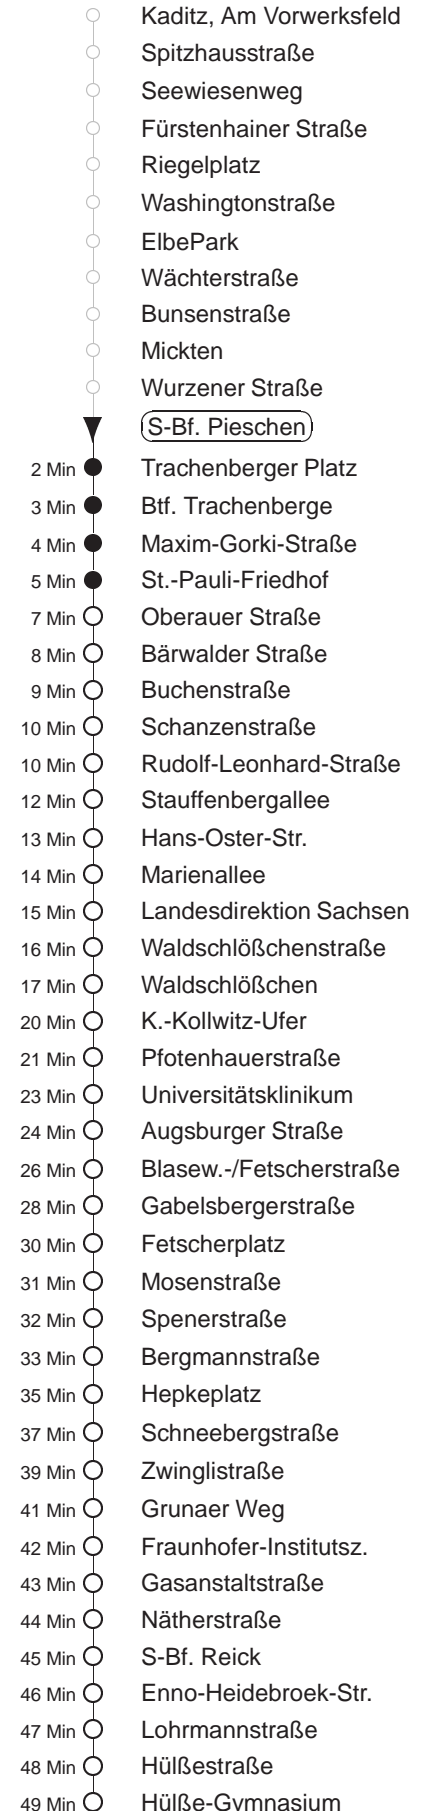 Kaditz, Am Vorwerksfeld
Spitzhausstraße
Seewiesenweg
Fürstenhainer Straße
Riegelplatz
Washingtonstraße
ElbePark
Wächterstraße
Bunsenstraße
Mickten
Wurzener Straße
S-Bf. Pieschen
2 Min Trachenberger Platz
3 Min Btf. Trachenberge
4 Min Maxim-Gorki-Straße
5 Min St.-Pauli-Friedhof
7 Min Oberauer Straße
8 Min Bärwalder Straße
9 Min Buchenstraße
10 Min Schanzenstraße
10 Min Rudolf-Leonhard-Straße
12 Min Stauffenbergallee
13 Min Hans-Oster-Str.
14 Min Marienallee
15 Min Landesdirektion Sachsen
16 Min Waldschlößchenstraße
17 Min Waldschlößchen
20 Min K.-Kollwitz-Ufer
21 Min Pfotenhauerstraße
23 Min Universitätsklinikum
24 Min Augsburger Straße
26 Min Blasew.-/Fetscherstraße
28 Min Gabelsbergerstraße
30 Min Fetscherplatz
31 Min Mosenstraße
32 Min Spenerstraße
33 Min Bergmannstraße
35 Min Hepkeplatz
37 Min Schneebergstraße
39 Min Zwinglistraße
41 Min Grunaer Weg
42 Min Fraunhofer-Institutsz.
43 Min Gasanstaltstraße
44 Min Nätherstraße
45 Min S-Bf. Reick
46 Min Enno-Heidebroek-Str.
47 Min Lohrmannstraße
48 Min Hülßestraße
49 Min Hülße-Gymnasium